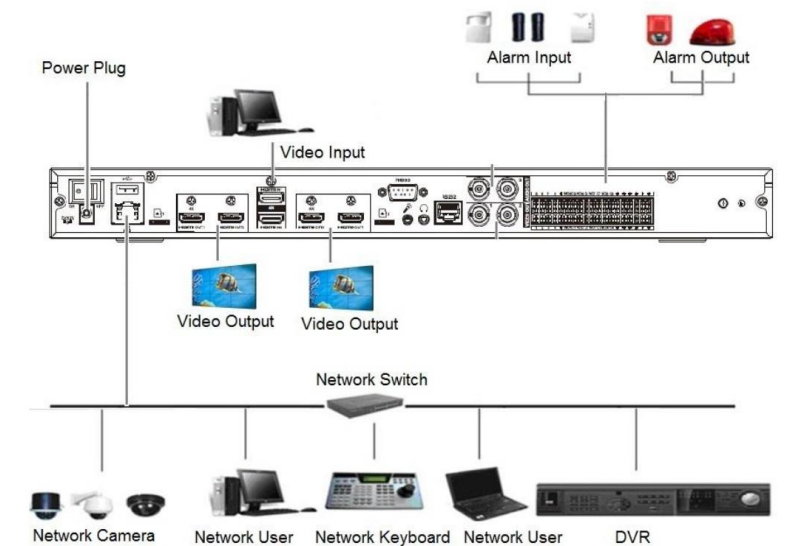 Alarm Input
Alarm Output
Power Plug
Video Input
RS232
Video Output
Video Output
Network Switch
Network Camera
Network User
Network Keyboard
Network User
DVR